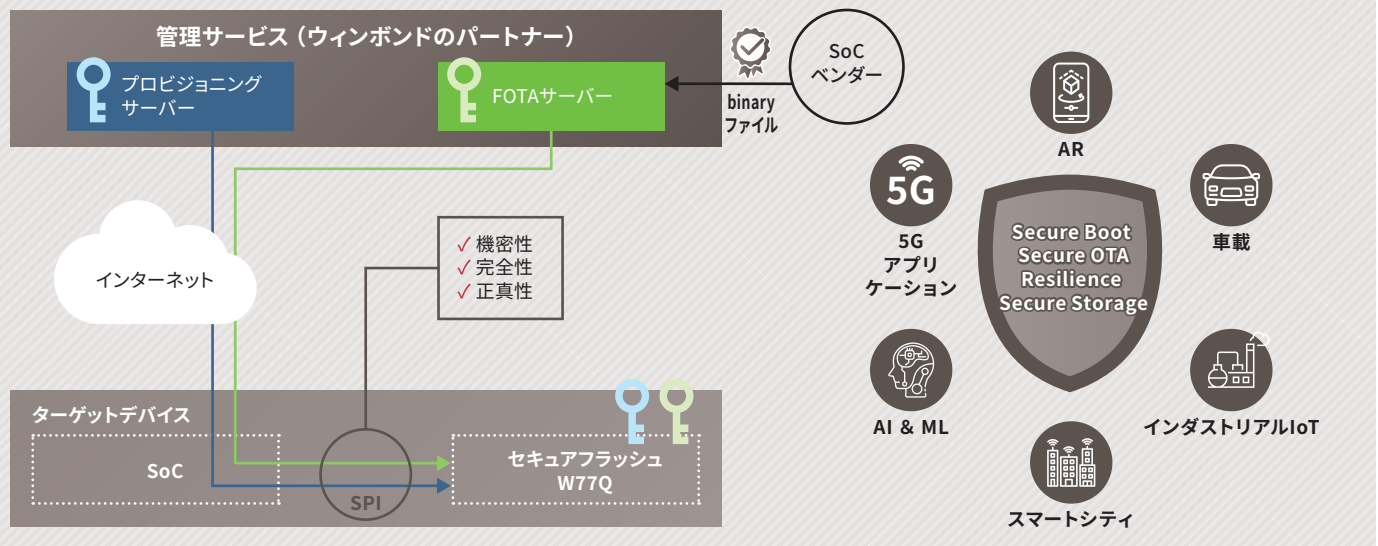 管理サービス(ウィンボンドのパートナー)
プロビジョニング
サーバー
FOTAサーバー
binary
ファイル
SoC
ベンダー
インターネット
✓ 機密性
✓ 完全性
✓ 正真性
ターゲットデバイス
SoC
SPI
セキュアフラッシュ
W77Q
AR
5G
5G
アプリ
ケーション
車載
Secure Boot
Secure OTA
Resilience
Secure Storage
AI & ML
インダストリアルIoT
スマートシティ